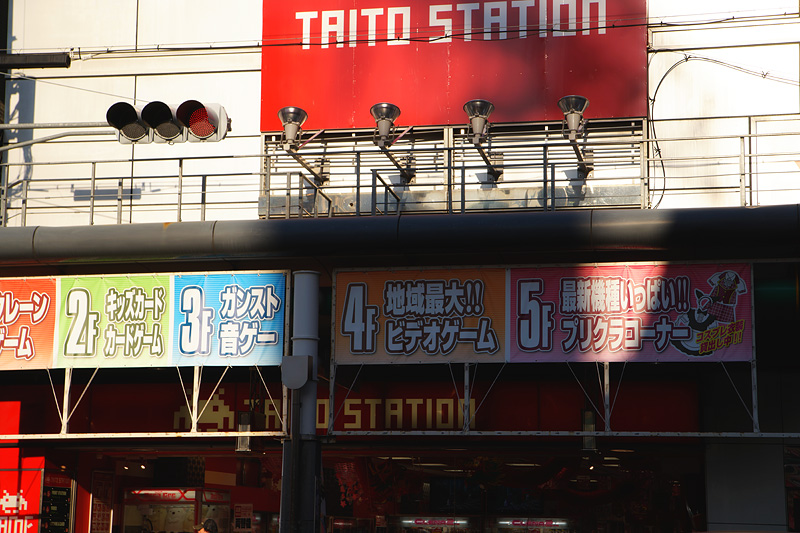 TAITO STATION
クレーン
ゲーム
2F
キッズカード
カードゲーム
3F
ガンスト
音ゲー
4F
地域最大!!
ビデオゲーム
5F
最新機種いっぱい!!
プリクラコーナー
TAITO STATION